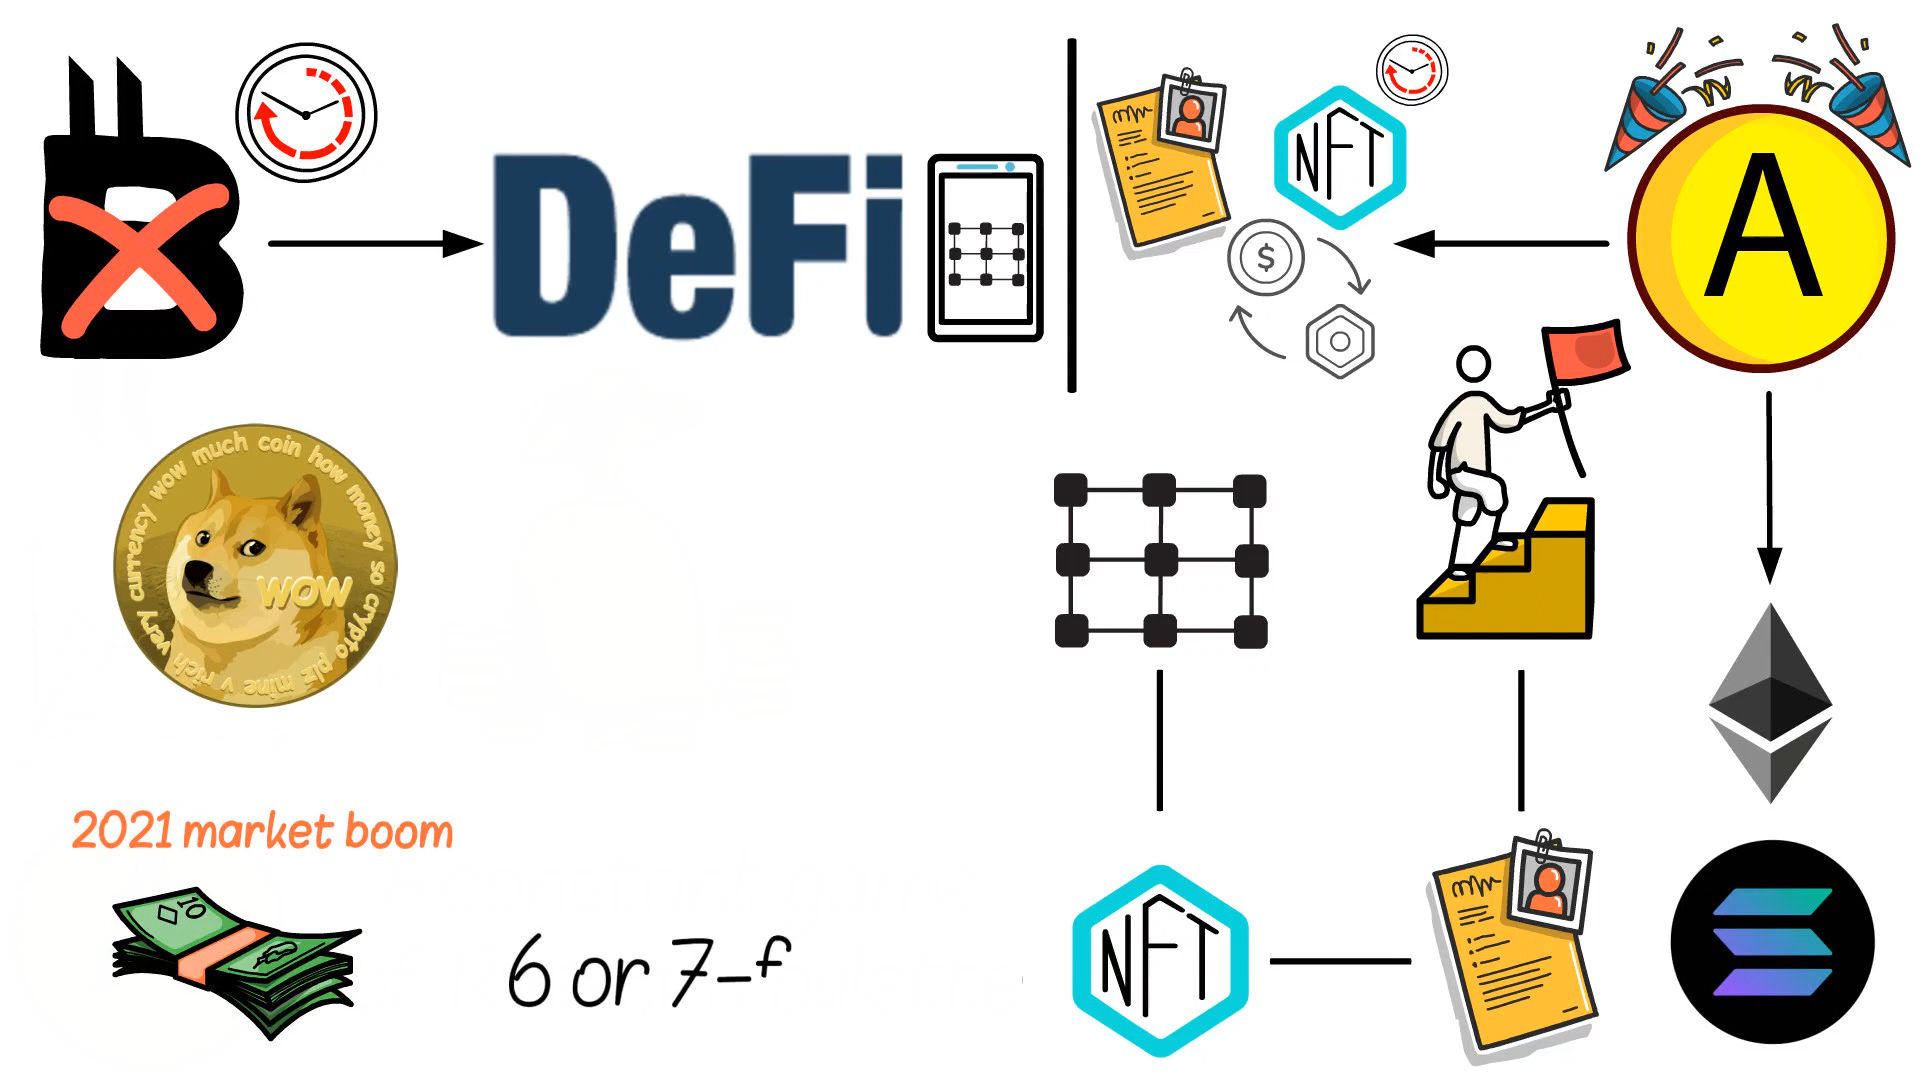 DeFi
NFT
$
A
very currency wow much coin how money so crypto plz mine v rich
wow
2021 market boom
10
6 or 7-f
NFT